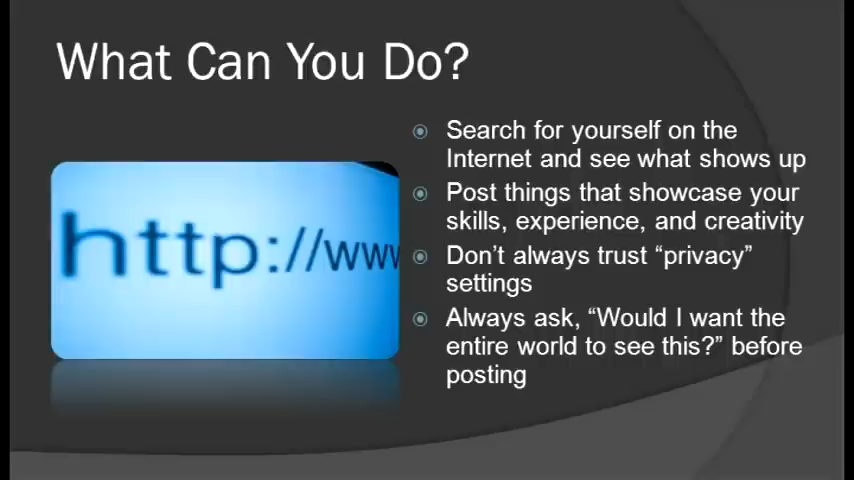 What Can You Do?
http://www
Search for yourself on the
Internet and see what shows up
Post things that showcase your
skills, experience, and creativity
Don’t always trust “privacy”
settings
Always ask, “Would I want the
entire world to see this?” before
posting